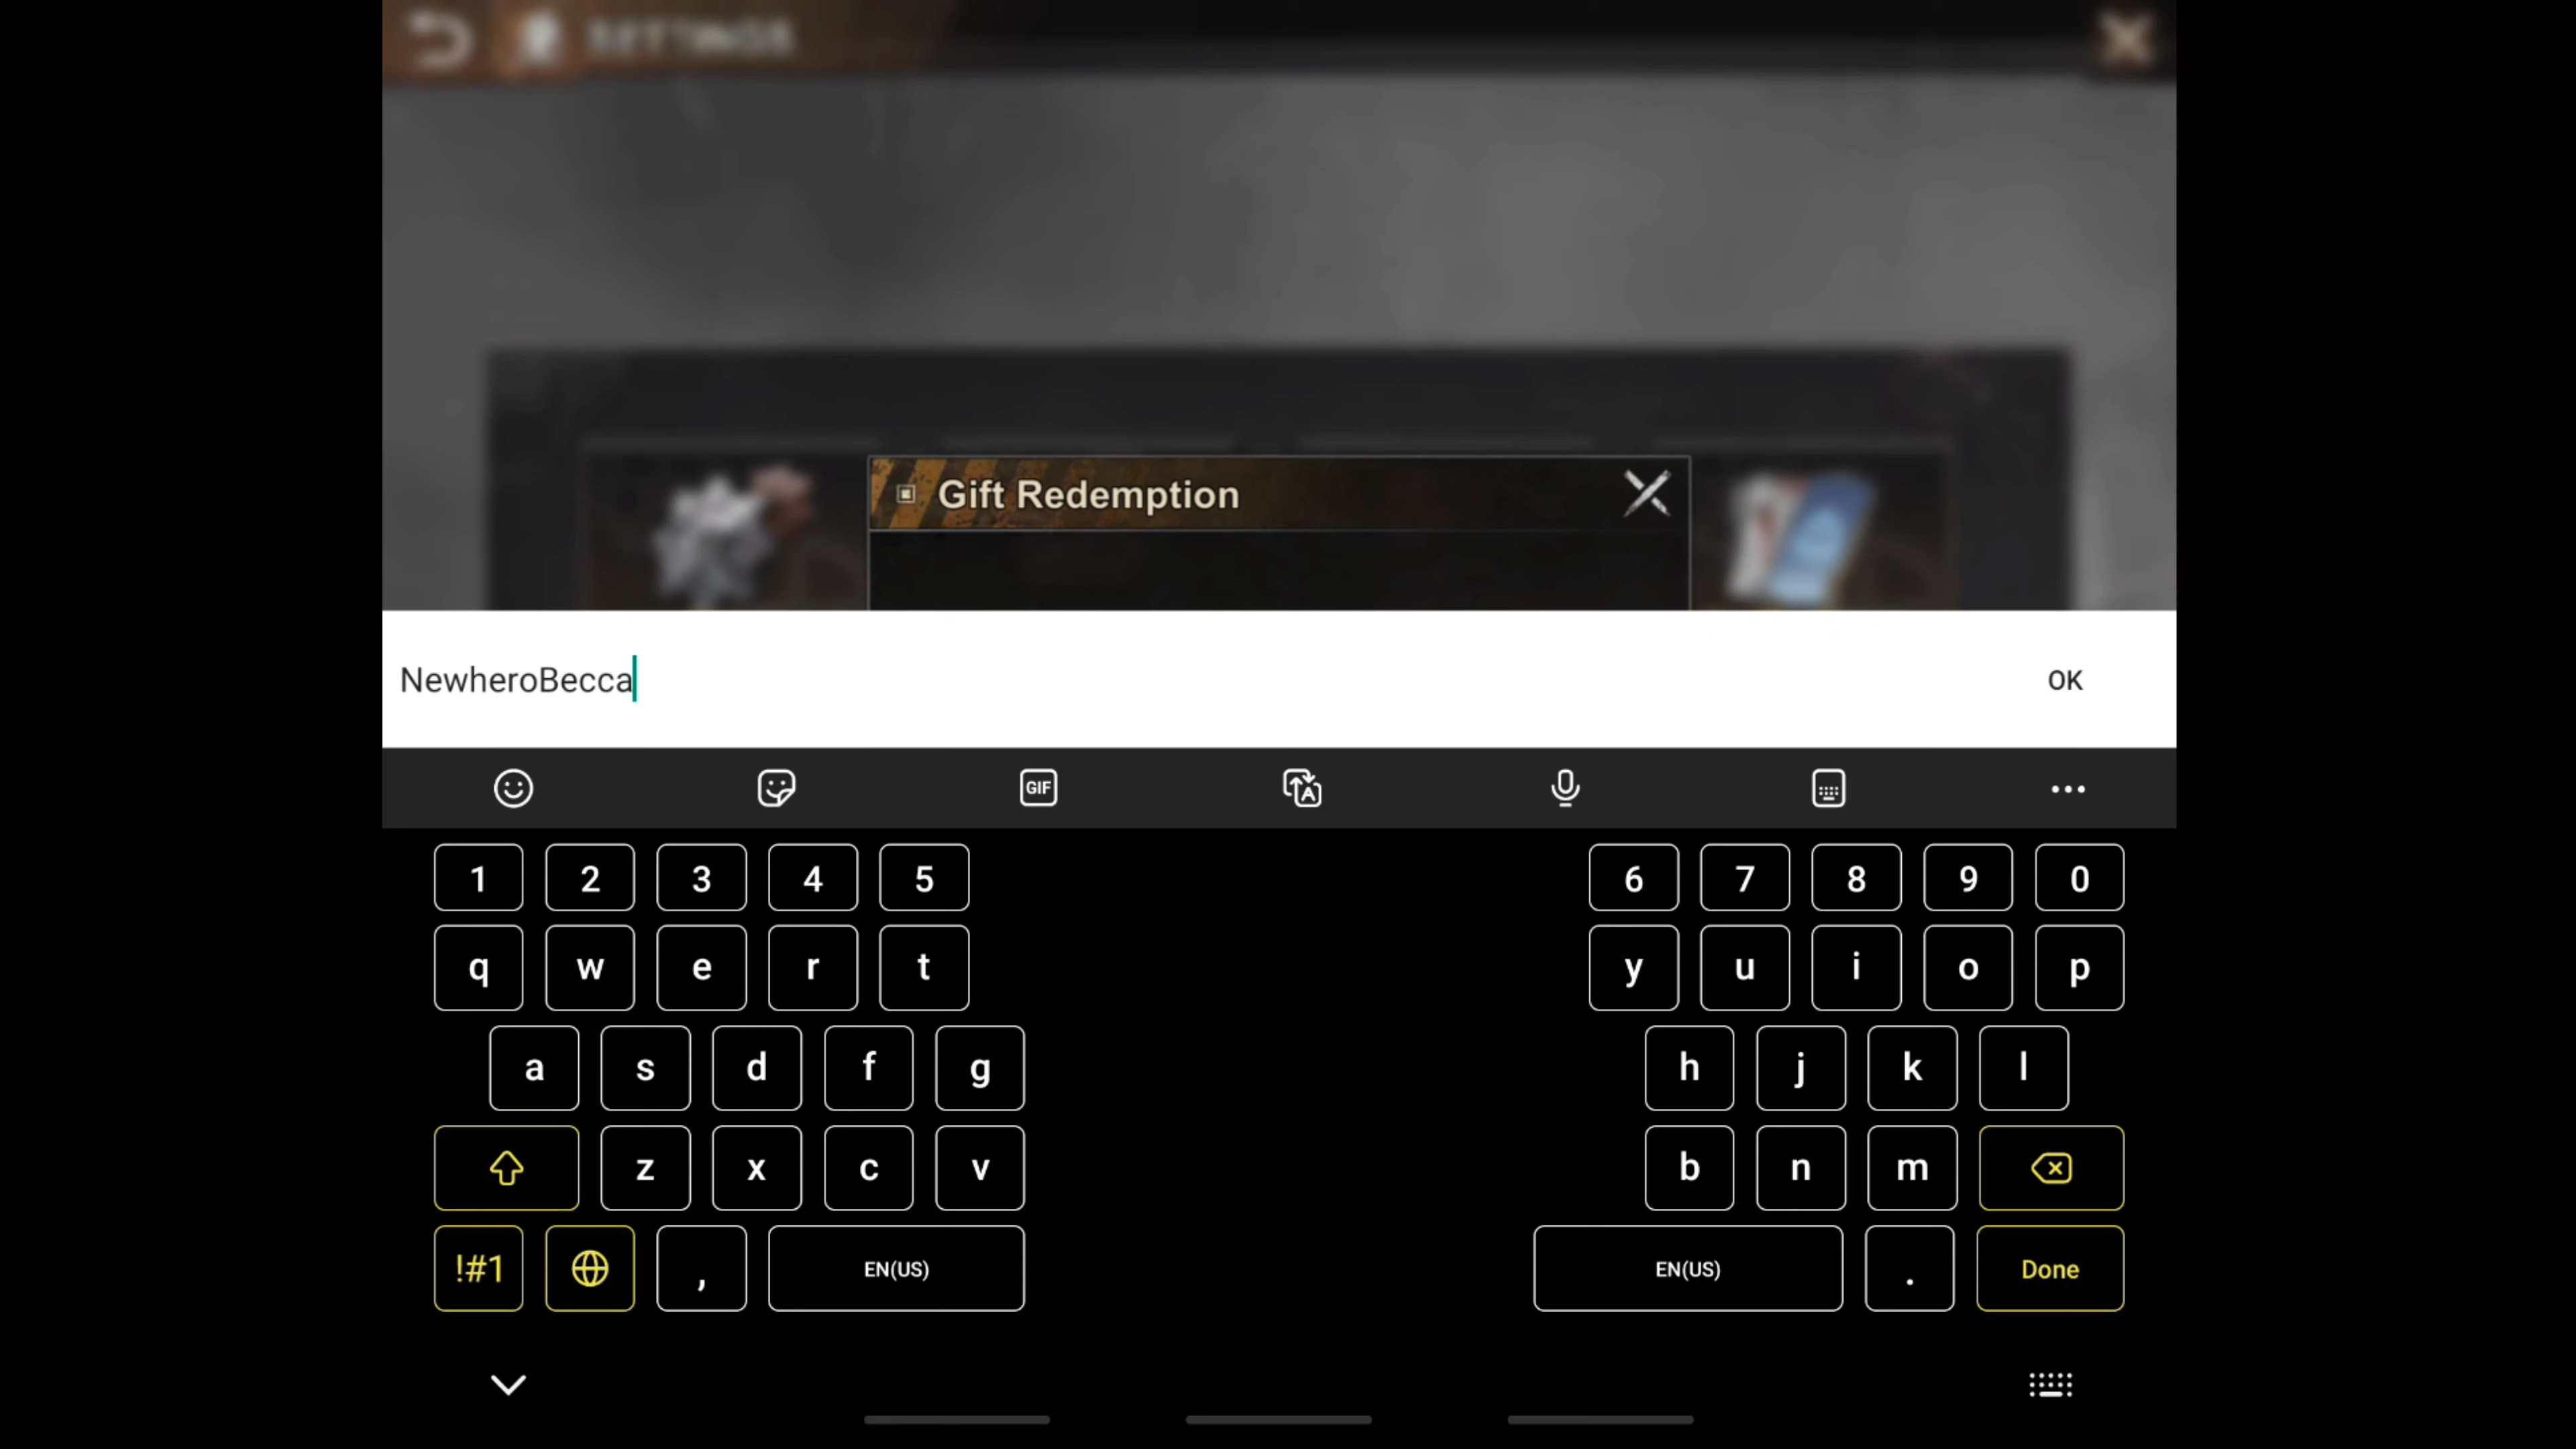 SETTINGS
Gift Redemption
NewheroBecca
OK
GIF
A
1 2 3 4 5 6 7 8 9 0
q w e r t y u i o p
a s d f g h j k l
z x c v b n m
!#1 , EN(US) EN(US) . Done